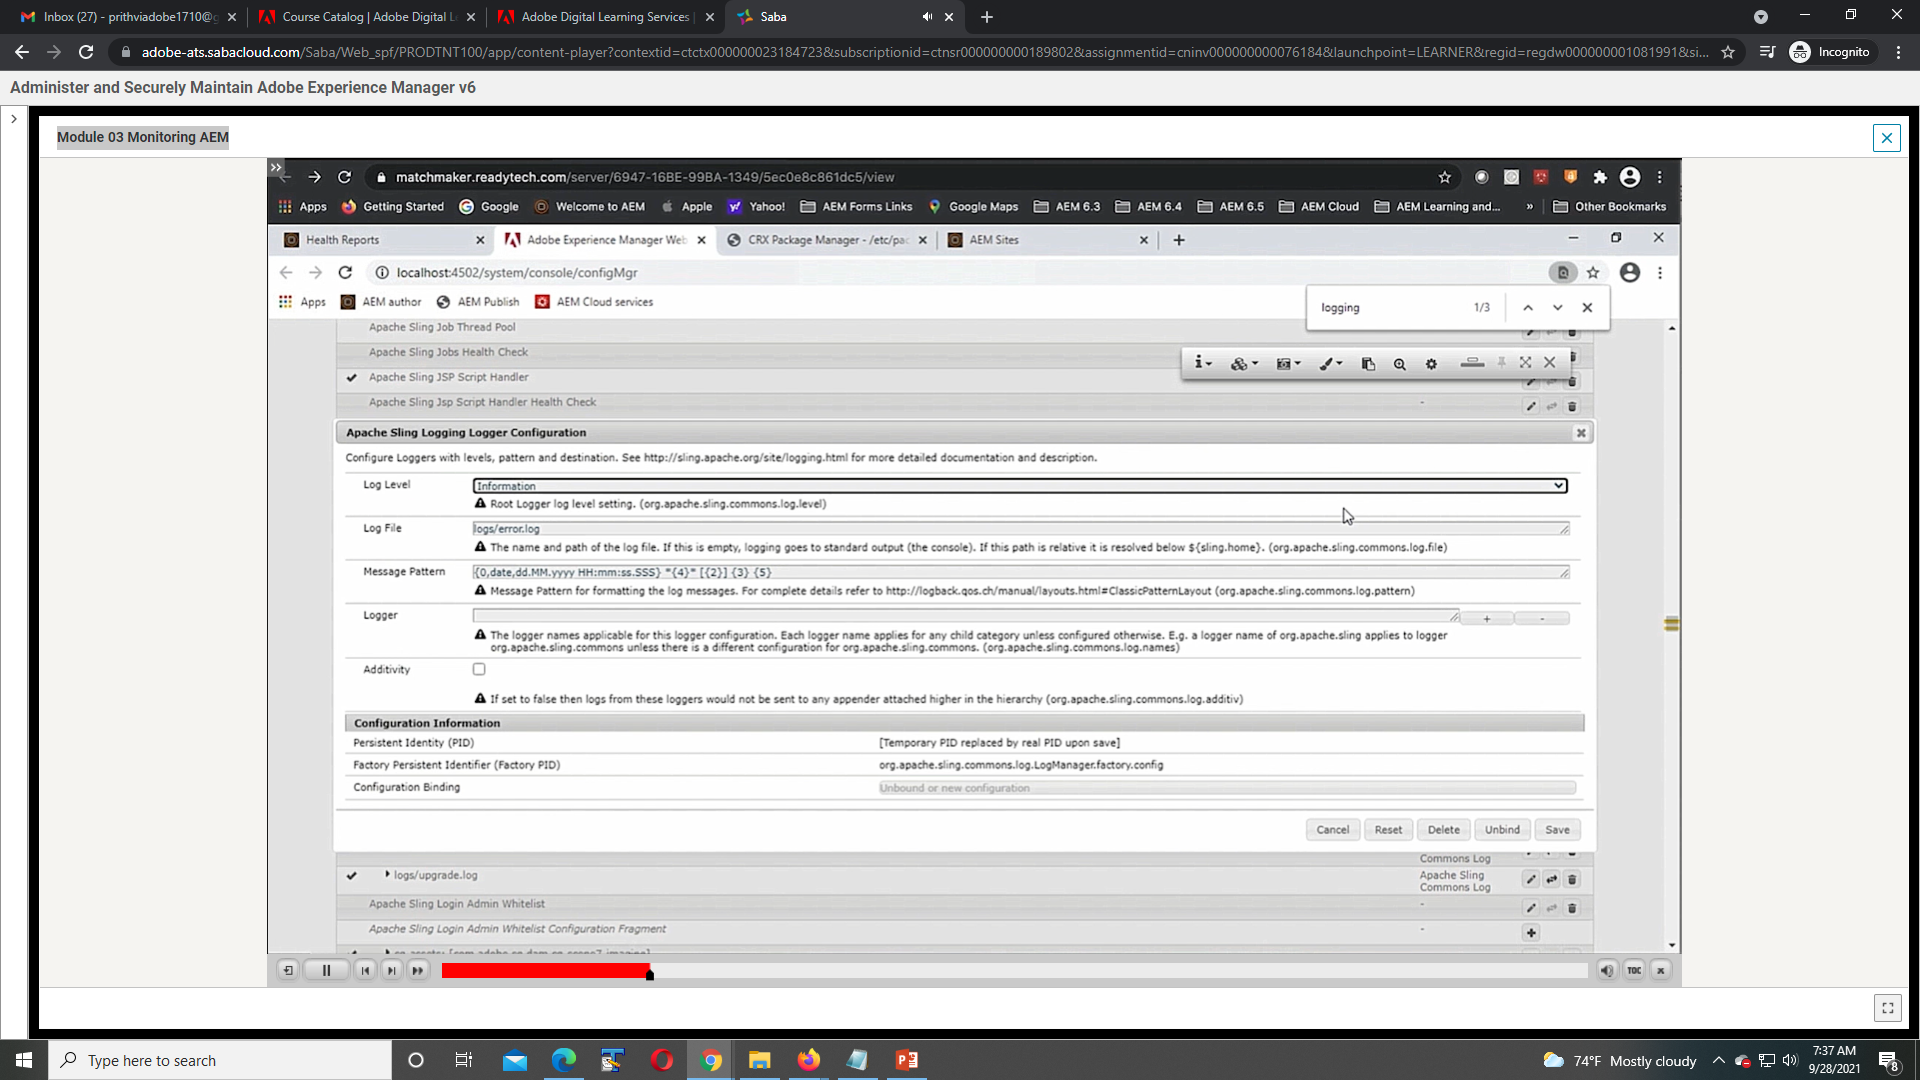 Inbox (27) - prithviadobe1710@g
Course Catalog | Adobe Digital L
Adobe Digital Learning Services |
Saba
adobe-ats.sabacloud.com/Saba/Web_spf/PRODTNT100/app/content-player?contextid=ctctx000000023184723&subscriptionid=ctnsr0000000000189802&assignmentid=cninv000000000076184&launchpoint=LEARNER&regid=regdw000000001081991&si...
Incognito
Administer and Securely Maintain Adobe Experience Manager v6
Module 03 Monitoring AEM
matchmaker.readytech.com/server/6947-16BE-99BA-1349/5ec0e8c861dc5/view
Apps Getting Started Google Welcome to AEM Apple Yahoo! AEM Forms Links Google Maps AEM 6.3 AEM 6.4 AEM 6.5 AEM Cloud AEM Learning and... » Other Bookmarks
Health Reports
Adobe Experience Manager Web
CRX Package Manager - /etc/pac
AEM Sites
localhost:4502/system/console/configMgr
Apps AEM author AEM Publish AEM Cloud services
logging 1/3
Apache Sling Job Thread Pool
Apache Sling Jobs Health Check
Apache Sling JSP Script Handler
Apache Sling Jsp Script Handler Health Check -
Apache Sling Logging Logger Configuration
Configure Loggers with levels, pattern and destination. See http://sling.apache.org/site/logging.html for more detailed documentation and description.
Log Level Information
Root Logger log level setting. (org.apache.sling.commons.log.level)
Log File logs/error.log
The name and path of the log file. If this is empty, logging goes to standard output (the console). If this path is relative it is resolved below ${sling.home}. (org.apache.sling.commons.log.file)
Message Pattern {0,date,dd.MM.yyyy HH:mm:ss.SSS} *{4}* [{2}] {3} {5}
Message Pattern for formatting the log messages. For complete details refer to http://logback.qos.ch/manual/layouts.html#ClassicPatternLayout (org.apache.sling.commons.log.pattern)
Logger + -
The logger names applicable for this logger configuration. Each logger name applies for any child category unless configured otherwise. E.g. a logger name of org.apache.sling applies to logger
org.apache.sling.commons unless there is a different configuration for org.apache.sling.commons. (org.apache.sling.commons.log.names)
Additivity
If set to false then logs from these loggers would not be sent to any appender attached higher in the hierarchy (org.apache.sling.commons.log.additiv)
Configuration Information
Persistent Identity (PID) [Temporary PID replaced by real PID upon save]
Factory Persistent Identifier (Factory PID) org.apache.sling.commons.log.LogManager.factory.config
Configuration Binding Unbound or new configuration
Cancel Reset Delete Unbind Save
Commons Log
logs/upgrade.log Apache Sling
Commons Log
Apache Sling Login Admin Whitelist -
Apache Sling Login Admin Whitelist Configuration Fragment -
TOC
Type here to search
74°F Mostly cloudy
7:37 AM
9/28/2021
8